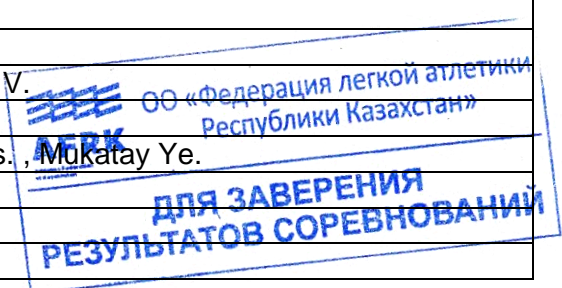 V.
ОО «Федерация легкой атлетики
Республики Казахстан»
AFRK
s. , Mukatay Ye.
ДЛЯ ЗАВЕРЕНИЯ
РЕЗУЛЬТАТОВ СОРЕВНОВАНИЙ